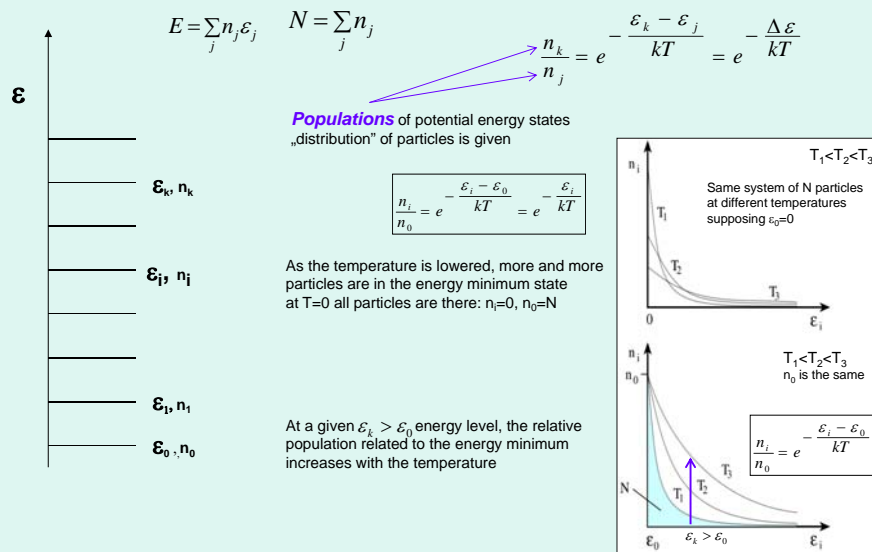 E = ∑_j n_j ε_j    N = ∑_j n_j
n_k / n_j = e^{- (ε_k − ε_j) / kT} = e^{- Δε / kT}
ε
Populations of potential energy states
„distribution" of particles is given
n_i / n_0 = e^{- (ε_i − ε_0) / kT} = e^{- ε_i / kT}
As the temperature is lowered, more and more
particles are in the energy minimum state
at T=0 all particles are there: n_i=0, n_0=N
At a given ε_k > ε_0 energy level, the relative
population related to the energy minimum
increases with the temperature
ε_k, n_k
ε_i, n_i
ε_1, n_1
ε_0 , n_0
T_1<T_2<T_3
n_i
Same system of N particles
at different temperatures
supposing ε_0=0
T_1
T_2
T_3
0
ε_i
n_i
T_1<T_2<T_3
n_0 is the same
n_0
n_i / n_0 = e^{- (ε_i − ε_0) / kT}
T_3
N
T_1
T_2
ε_0
ε_k > ε_0
ε_i